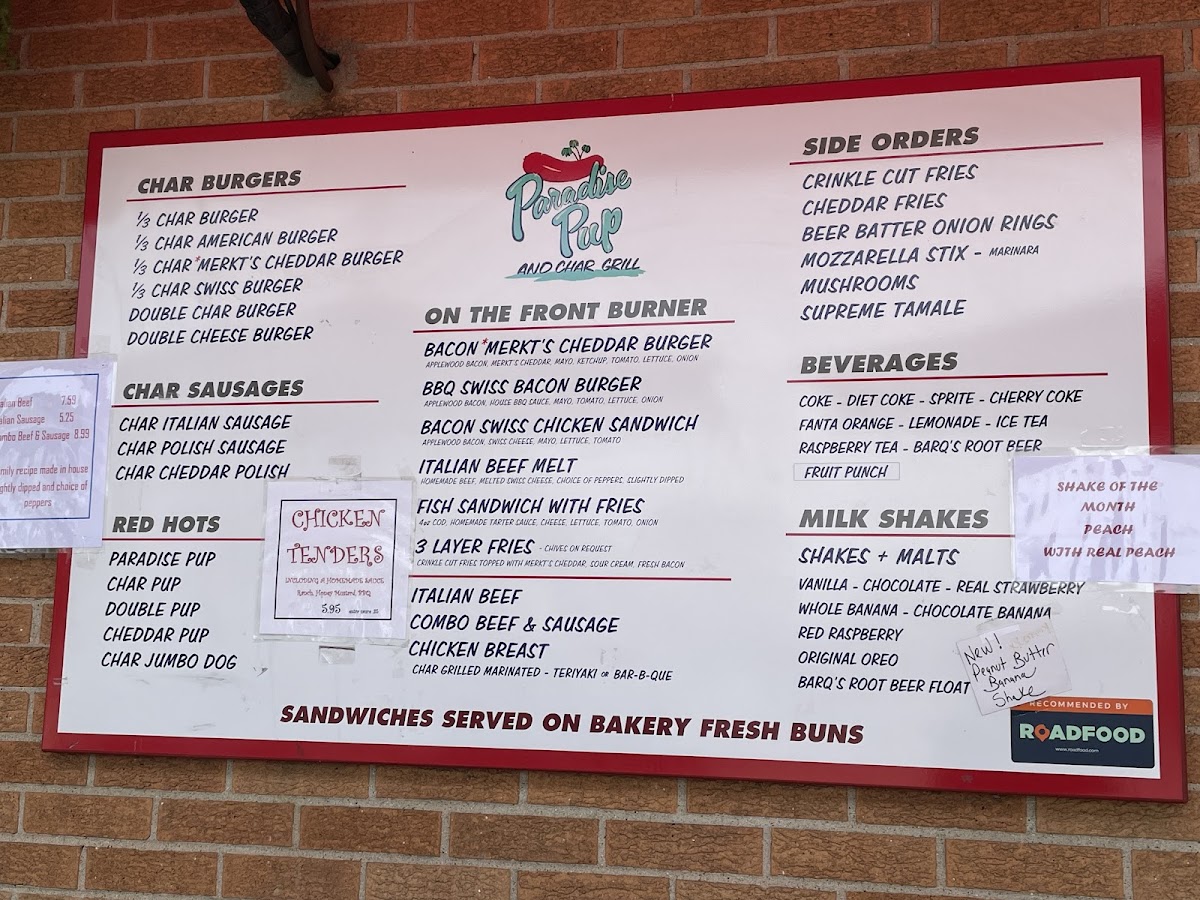 CHAR BURGERS
⅓ CHAR BURGER
⅓ CHAR AMERICAN BURGER
⅓ CHAR *MERKT'S CHEDDAR BURGER
⅓ CHAR SWISS BURGER
DOUBLE CHAR BURGER
DOUBLE CHEESE BURGER
CHAR SAUSAGES
CHAR ITALIAN SAUSAGE
CHAR POLISH SAUSAGE
CHAR CHEDDAR POLISH
RED HOTS
PARADISE PUP
CHAR PUP
DOUBLE PUP
CHEDDAR PUP
CHAR JUMBO DOG
Beef 7.59
Sausage 5.25
Beef & Sausage 8.99
recipe made in house
dipped and choice of
peppers
CHICKEN
TENDERS
INCLUDING A HOMEMADE SAUCE
Ranch, Honey Mustard, BBQ
5.95
Paradise
Pup
AND CHAR GRILL
ON THE FRONT BURNER
BACON *MERKT'S CHEDDAR BURGER
APPLEWOOD BACON, MERKT'S CHEDDAR, MAYO, KETCHUP, TOMATO, LETTUCE, ONION
BBQ SWISS BACON BURGER
APPLEWOOD BACON, HOUSE BBQ SAUCE, MAYO, TOMATO, LETTUCE, ONION
BACON SWISS CHICKEN SANDWICH
APPLEWOOD BACON, SWISS CHEESE, MAYO, LETTUCE, TOMATO
ITALIAN BEEF MELT
HOMEMADE BEEF, MELTED SWISS CHEESE, CHOICE OF PEPPERS, SLIGHTLY DIPPED
FISH SANDWICH WITH FRIES
4oz COD, HOMEMADE TARTER SAUCE, CHEESE, LETTUCE, TOMATO, ONION
3 LAYER FRIES - CHIVES ON REQUEST
CRINKLE CUT FRIES TOPPED WITH MERKT'S CHEDDAR, SOUR CREAM, FRESH BACON
ITALIAN BEEF
COMBO BEEF & SAUSAGE
CHICKEN BREAST
CHAR GRILLED MARINATED - TERIYAKI OR BAR-B-QUE
SIDE ORDERS
CRINKLE CUT FRIES
CHEDDAR FRIES
BEER BATTER ONION RINGS
MOZZARELLA STIX - MARINARA
MUSHROOMS
SUPREME TAMALE
BEVERAGES
COKE - DIET COKE - SPRITE - CHERRY COKE
FANTA ORANGE - LEMONADE - ICE TEA
RASPBERRY TEA - BARQ'S ROOT BEER
FRUIT PUNCH
MILK SHAKES
SHAKES + MALTS
VANILLA - CHOCOLATE - REAL STRAWBERRY
WHOLE BANANA - CHOCOLATE BANANA
RED RASPBERRY
ORIGINAL OREO
BARQ'S ROOT BEER FLOAT
SHAKE OF THE
MONTH
PEACH
WITH REAL PEACH
New!
Peanut Butter
Banana
Shake
RECOMMENDED BY
ROADFOOD
www.roadfood.com
SANDWICHES SERVED ON BAKERY FRESH BUNS